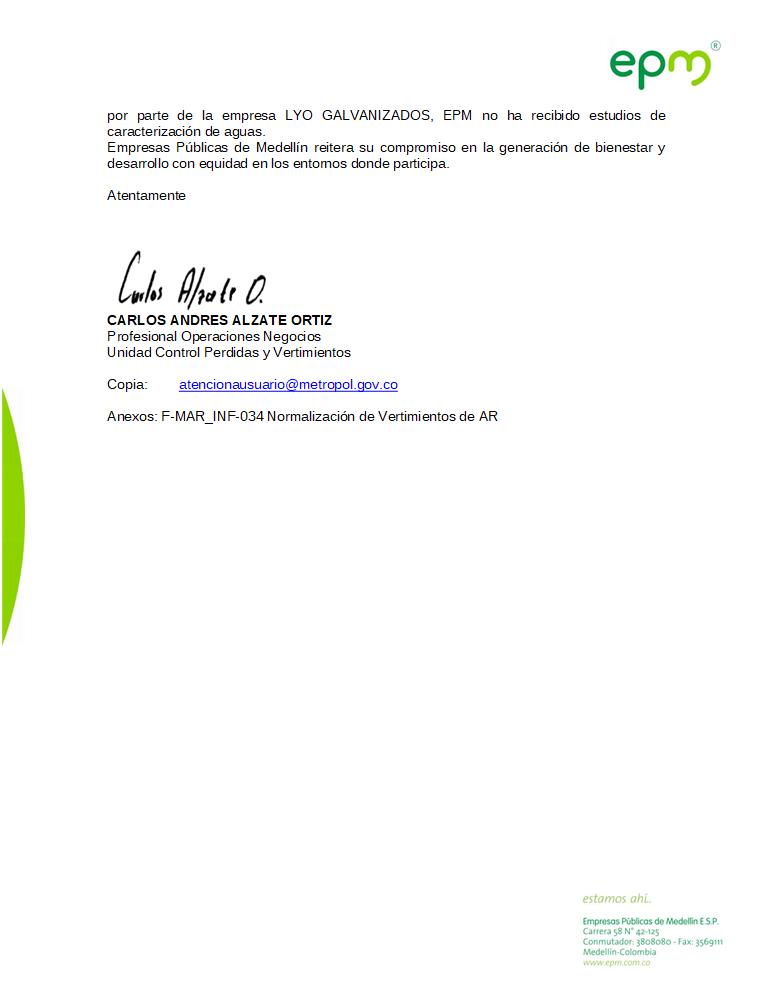 epm®
por parte de la empresa LYO GALVANIZADOS, EPM no ha recibido estudios de
caracterización de aguas.
Empresas Públicas de Medellín reitera su compromiso en la generación de bienestar y
desarrollo con equidad en los entornos donde participa.
Atentamente
Carlos Alzate O.
CARLOS ANDRES ALZATE ORTIZ
Profesional Operaciones Negocios
Unidad Control Perdidas y Vertimientos
Copia: atencionausuario@metropol.gov.co
Anexos: F-MAR_INF-034 Normalización de Vertimientos de AR
estamos ahí..
Empresas Públicas de Medellín E.S.P.
Carrera 58 N° 42-125
Conmutador: 3808080 - Fax: 3569111
Medellín-Colombia
www.epm.com.co